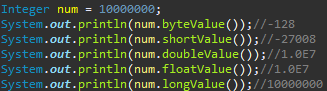 Integer num = 10000000;
System.out.println(num.byteValue());//-128
System.out.println(num.shortValue());//-27008
System.out.println(num.doubleValue());//1.0E7
System.out.println(num.floatValue());//1.0E7
System.out.println(num.longValue());//10000000